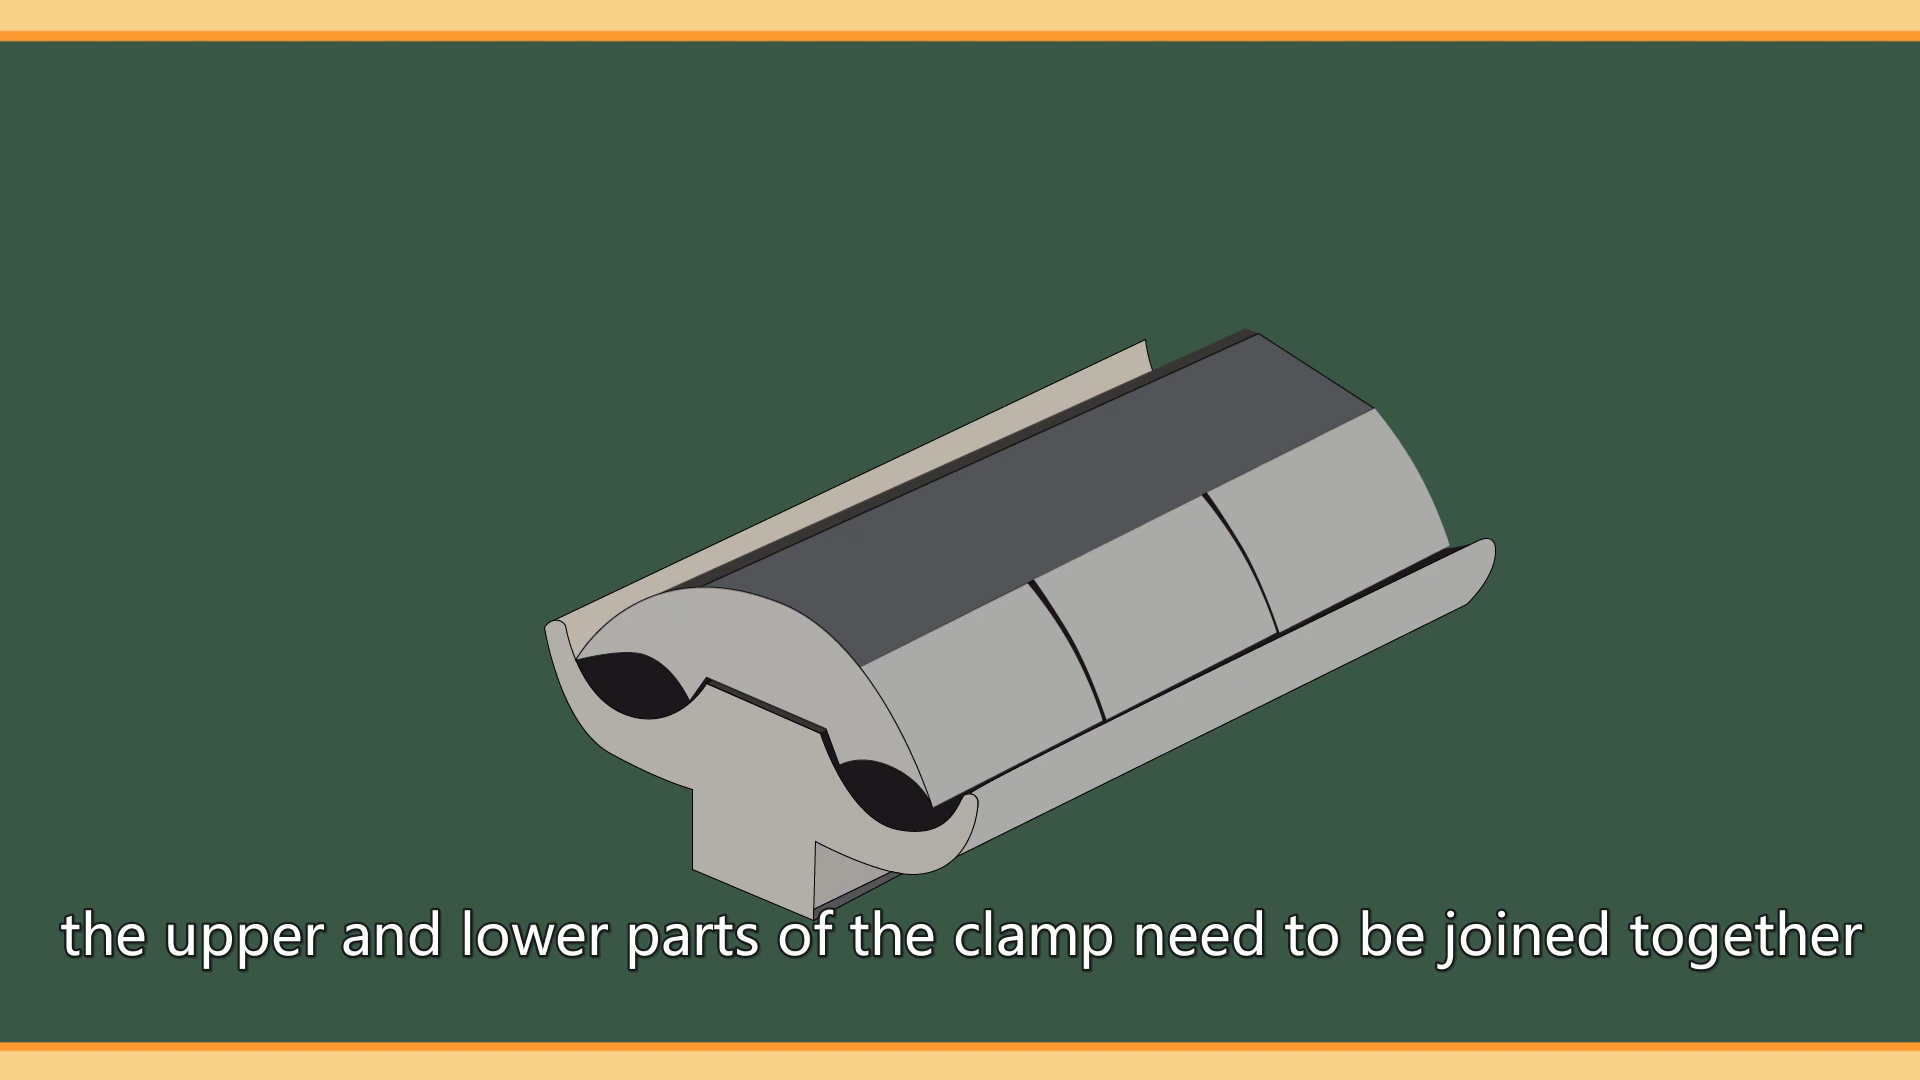 the upper and lower parts of the clamp need to be joined together